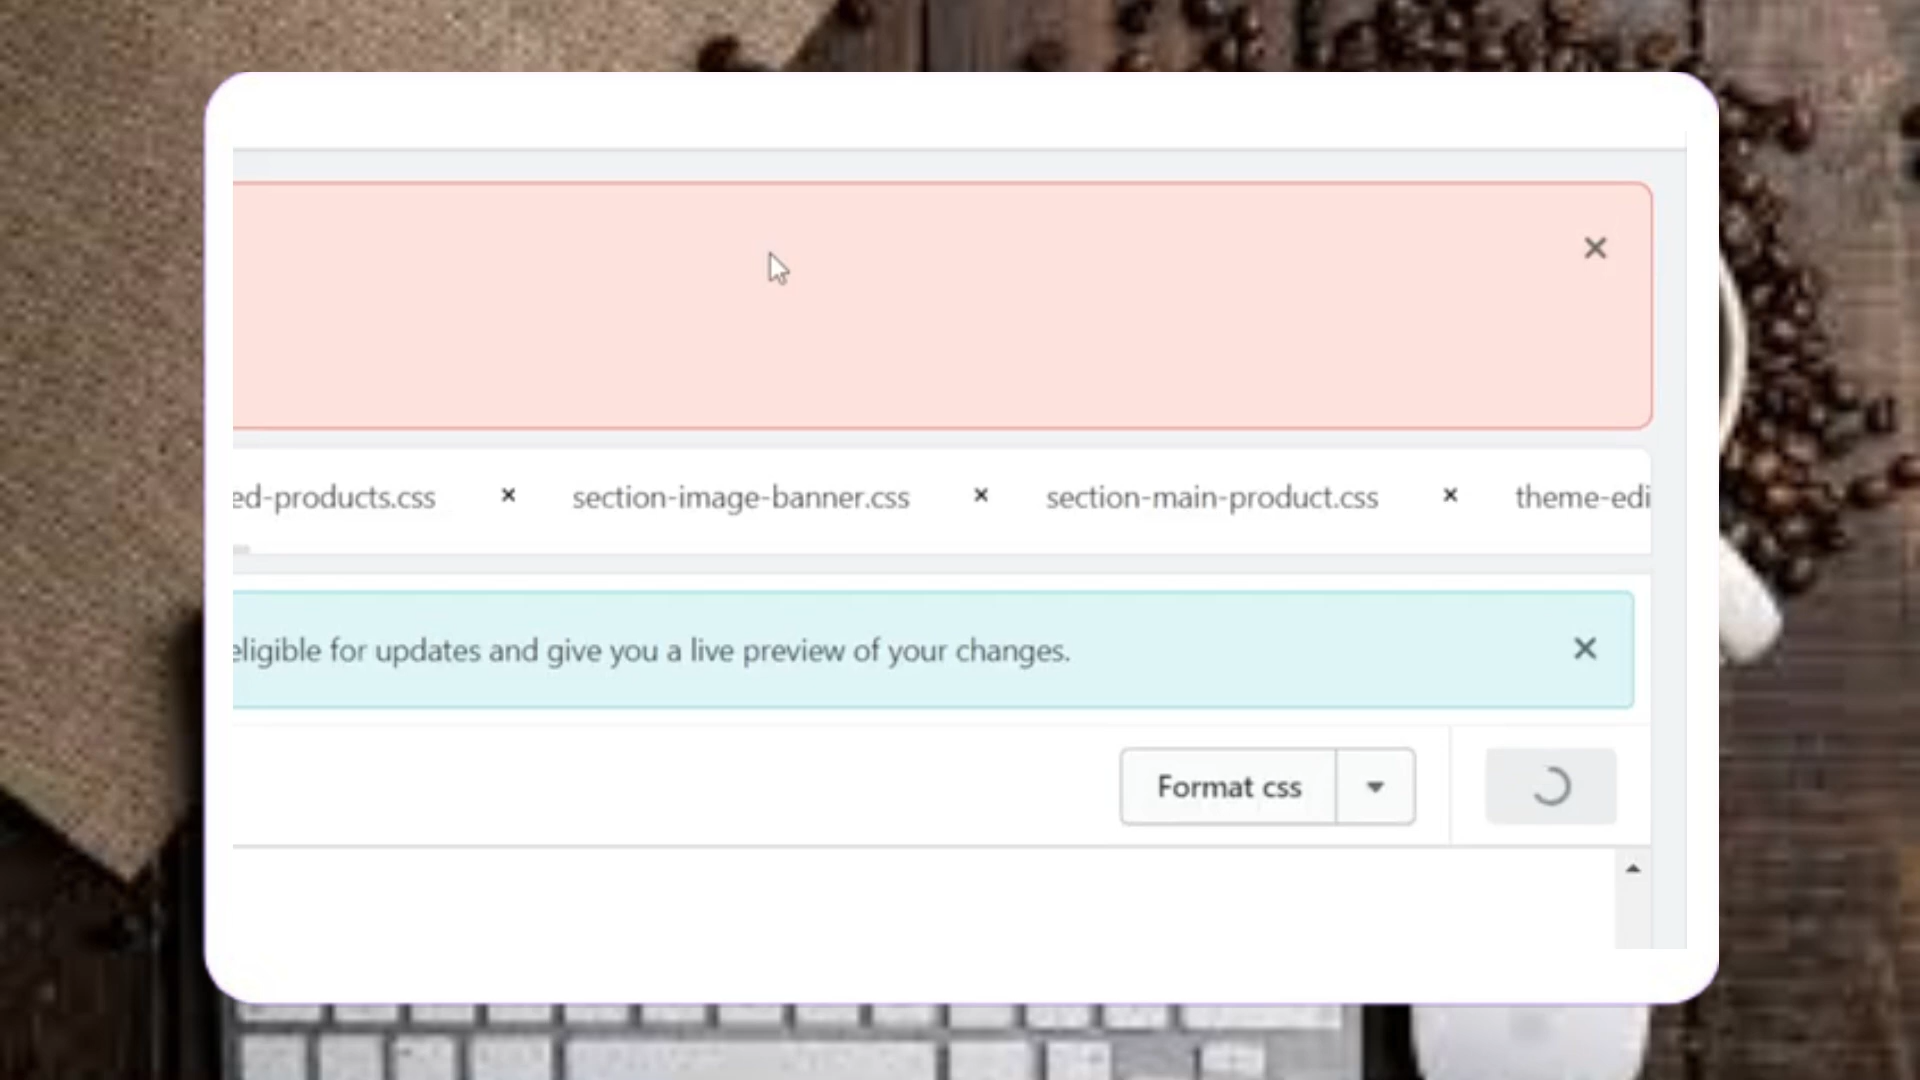 ed-products.css × section-image-banner.css × section-main-product.css × theme-edi
eligible for updates and give you a live preview of your changes.
Format css